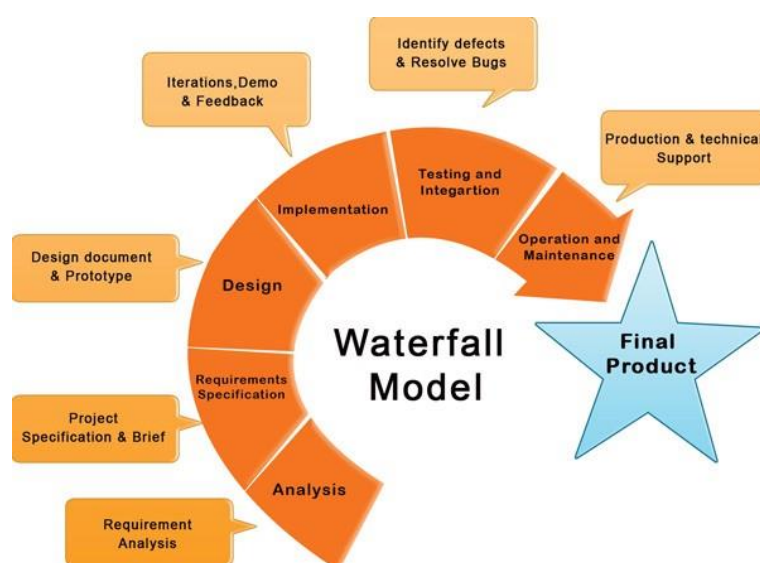 Identify defects
& Resolve Bugs
Iterations,Demo
& Feedback
Production & technical
Support
Testing and
Integartion
Implementation
Operation and
Maintenance
Design document
& Prototype
Design
Final
Product
Waterfall
Model
Requirements
Specification
Project
Specification & Brief
Analysis
Requirement
Analysis